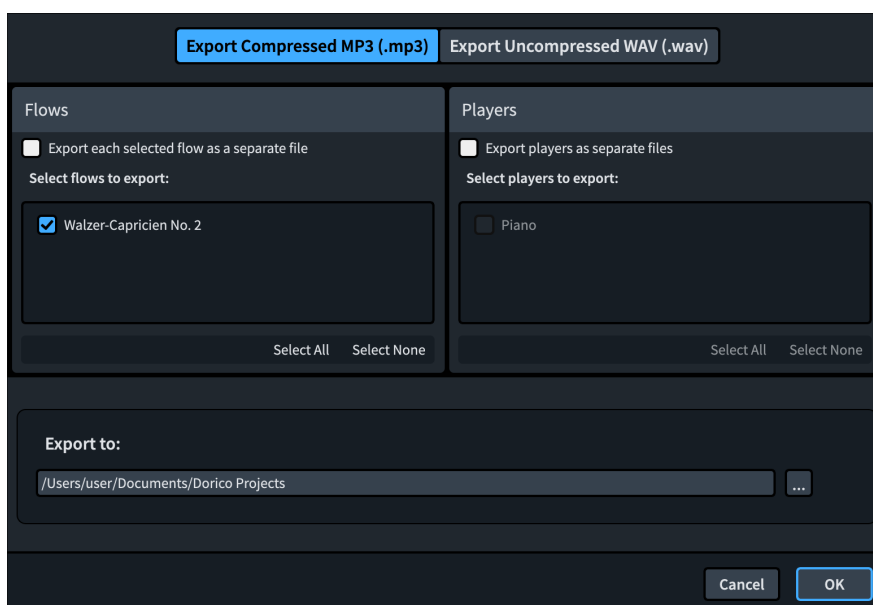 Export Compressed MP3 (.mp3) Export Uncompressed WAV (.wav)
Flows
Export each selected flow as a separate file
Select flows to export:
Walzer-Capricien No. 2
Select All Select None
Players
Export players as separate files
Select players to export:
Piano
Select All Select None
Export to:
/Users/user/Documents/Dorico Projects
...
Cancel OK